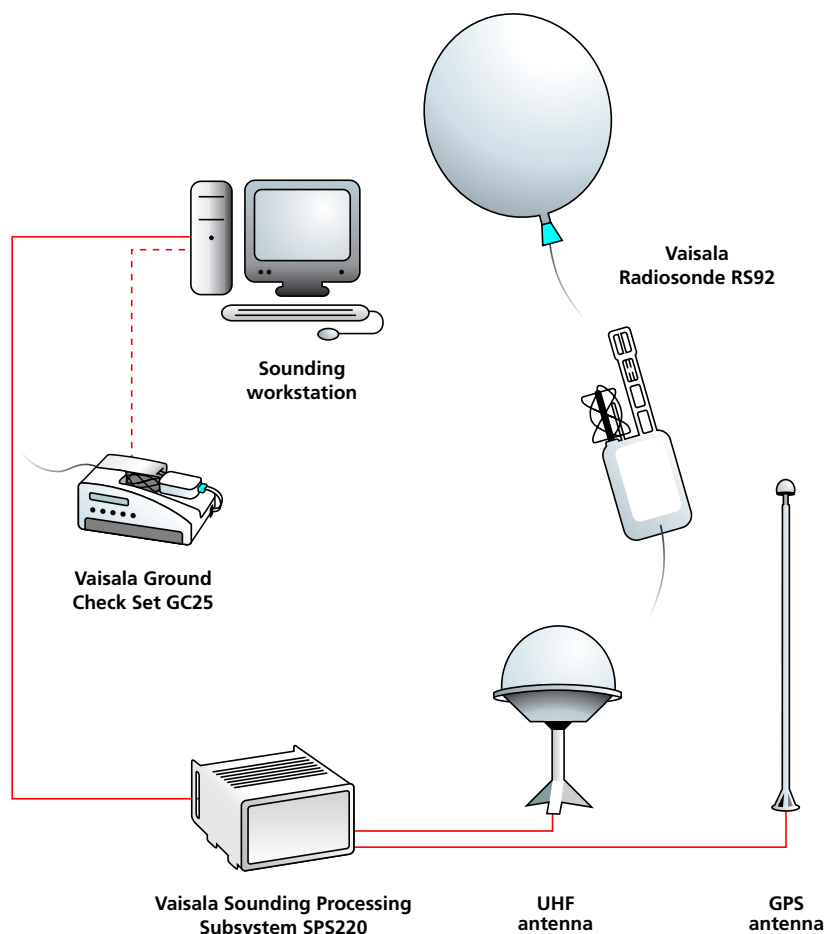 Vaisala
Radiosonde RS92
Sounding
workstation
Vaisala Ground
Check Set GC25
Vaisala Sounding Processing
Subsystem SPS220
UHF
antenna
GPS
antenna